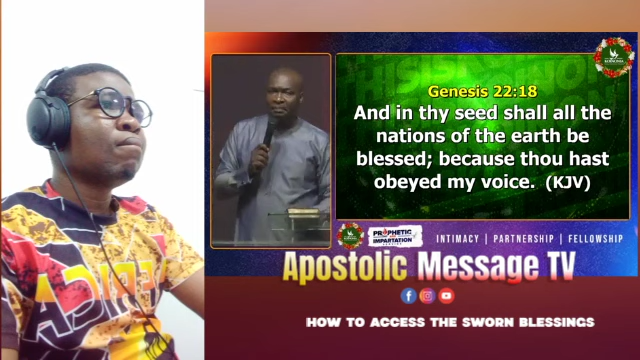 Genesis 22:18
And in thy seed shall all the
nations of the earth be
blessed; because thou hast
obeyed my voice. (KJV)
PROPHETIC
IMPARTATION
INTIMACY | PARTNERSHIP | FELLOWSHIP
Apostolic Message TV
HOW TO ACCESS THE SWORN BLESSINGS